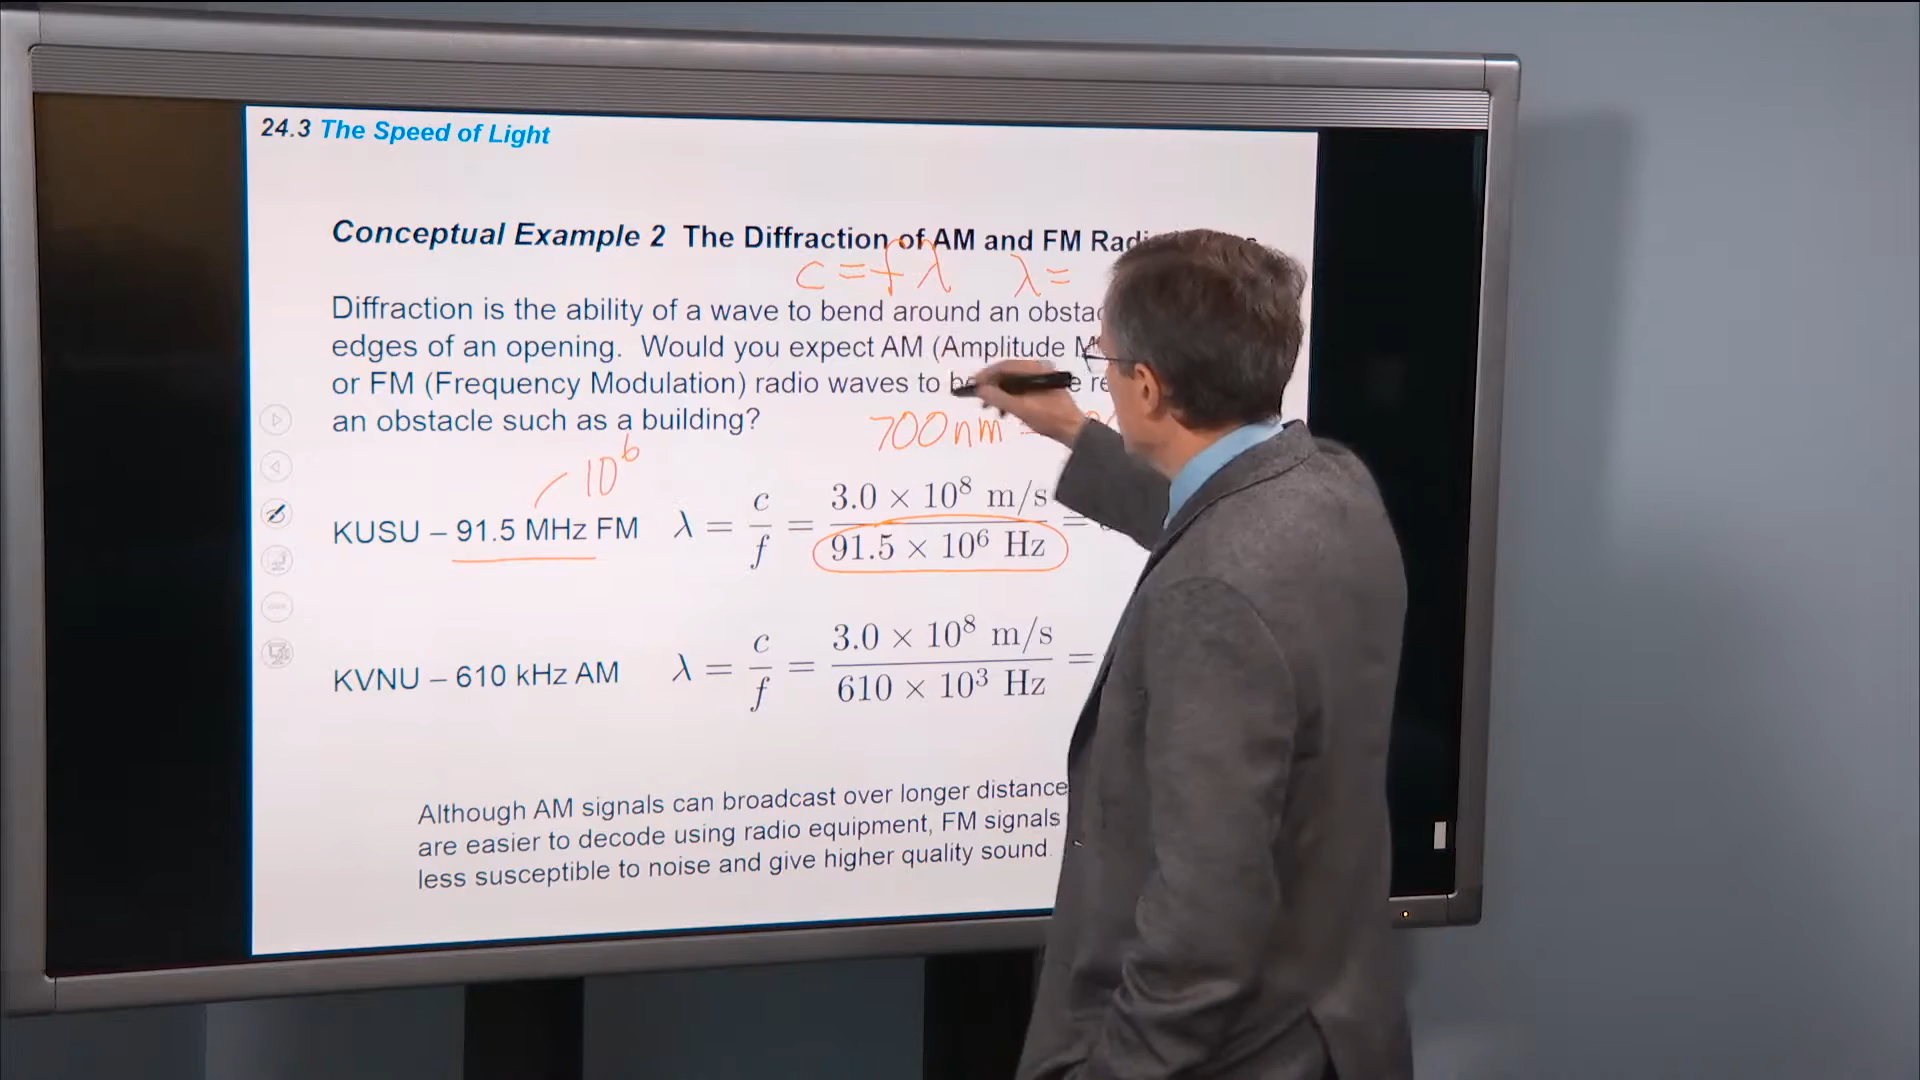 24.3 The Speed of Light
Conceptual Example 2 The Diffraction of AM and FM
c = fλ λ =
Diffraction is the ability of a wave to bend around an
edges of an opening. Would you expect AM (Amplitude
or FM (Frequency Modulation) radio waves to
an obstacle such as a building?
700nm
10^6
KUSU – 91.5 MHz FM λ = c/f = 3.0 × 10^8 m/s / 91.5 × 10^6 Hz =
KVNU – 610 kHz AM λ = c/f = 3.0 × 10^8 m/s / 610 × 10^3 Hz =
Although AM signals can broadcast over longer
are easier to decode using radio equipment, FM signals
less susceptible to noise and give higher quality sound.